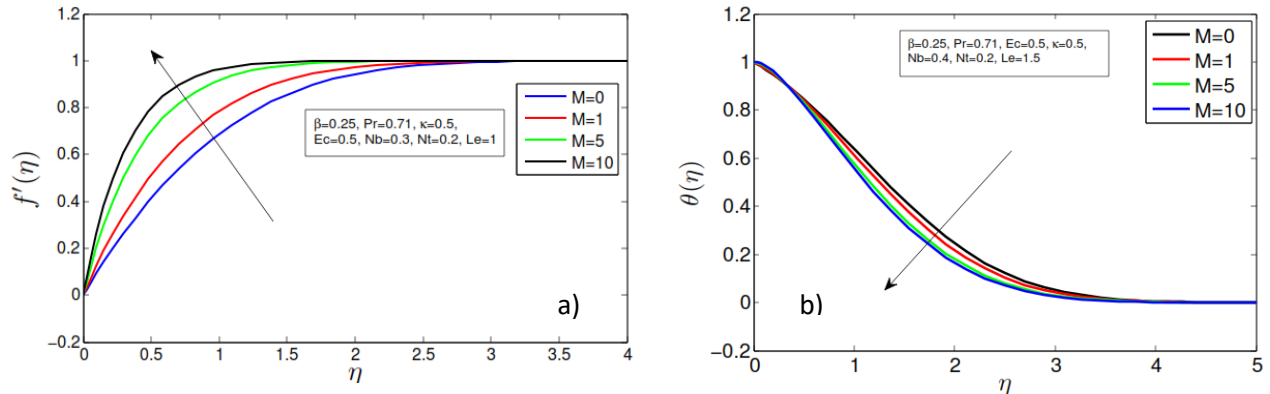 1.2
1
0.8
0.6
0.4
0.2
0
−0.2
f′(η)
0
0.5
1
1.5
2
2.5
3
3.5
4
η
β=0.25, Pr=0.71, κ=0.5,
Ec=0.5, Nb=0.3, Nt=0.2, Le=1
M=0
M=1
M=5
M=10
a)
1.2
1
0.8
0.6
0.4
0.2
0
−0.2
θ(η)
0
1
2
3
4
5
η
β=0.25, Pr=0.71, Ec=0.5, κ=0.5,
Nb=0.4, Nt=0.2, Le=1.5
M=0
M=1
M=5
M=10
b)